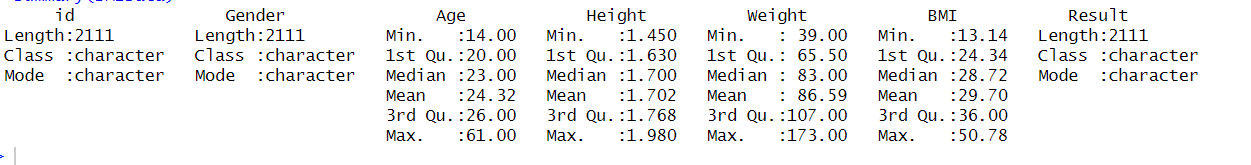 id Gender Age Height Weight BMI Result
Length:2111 Length:2111 Min. :14.00 Min. :1.450 Min. : 39.00 Min. :13.14 Length:2111
Class :character Class :character 1st Qu.:20.00 1st Qu.:1.630 1st Qu.: 65.50 1st Qu.:24.34 Class :character
Mode :character Mode :character Median :23.00 Median :1.700 Median : 83.00 Median :28.72 Mode :character
Mean :24.32 Mean :1.702 Mean : 86.59 Mean :29.70
3rd Qu.:26.00 3rd Qu.:1.768 3rd Qu.:107.00 3rd Qu.:36.00
Max. :61.00 Max. :1.980 Max. :173.00 Max. :50.78
>